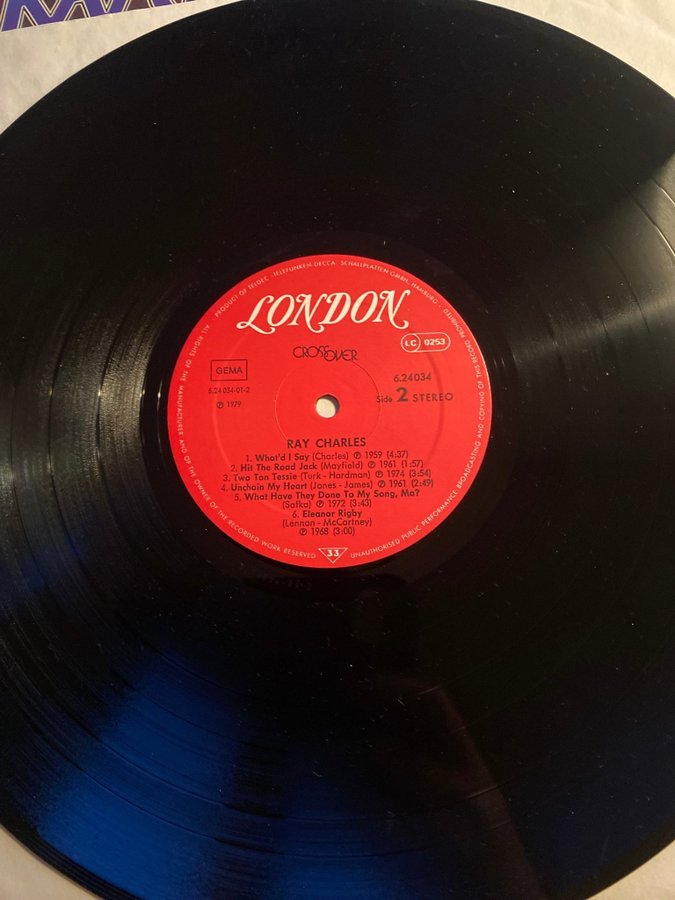 ALL RIGHTS OF THE MANUFACTURER AND OF THE OWNER OF THE RECORDED WORK RESERVED
· PRODUCT OF TELDEC · TELEFUNKEN-DECCA · SCHALLPLATTEN GMBH, HAMBURG ·
UNAUTHORISED PUBLIC PERFORMANCE BROADCASTING AND COPYING OF THIS RECORD PROHIBITED
LONDON
LC 0253
CROSSOVER
GEMA
6.24034-01-2
℗ 1979
6.24034
Side 2 STEREO
RAY CHARLES
1. What'd I Say (Charles) ℗ 1959 (4:37)
2. Hit The Road Jack (Mayfield) ℗ 1961 (1:57)
3. Two Ton Tessie (Turk - Hardman) ℗ 1974 (3:54)
4. Unchain My Heart (Jones - James) ℗ 1961 (2:49)
5. What Have They Done To My Song, Ma?
(Safka) ℗ 1972 (3:43)
6. Eleanor Rigby
(Lennon - McCartney)
℗ 1968 (3:00)
33